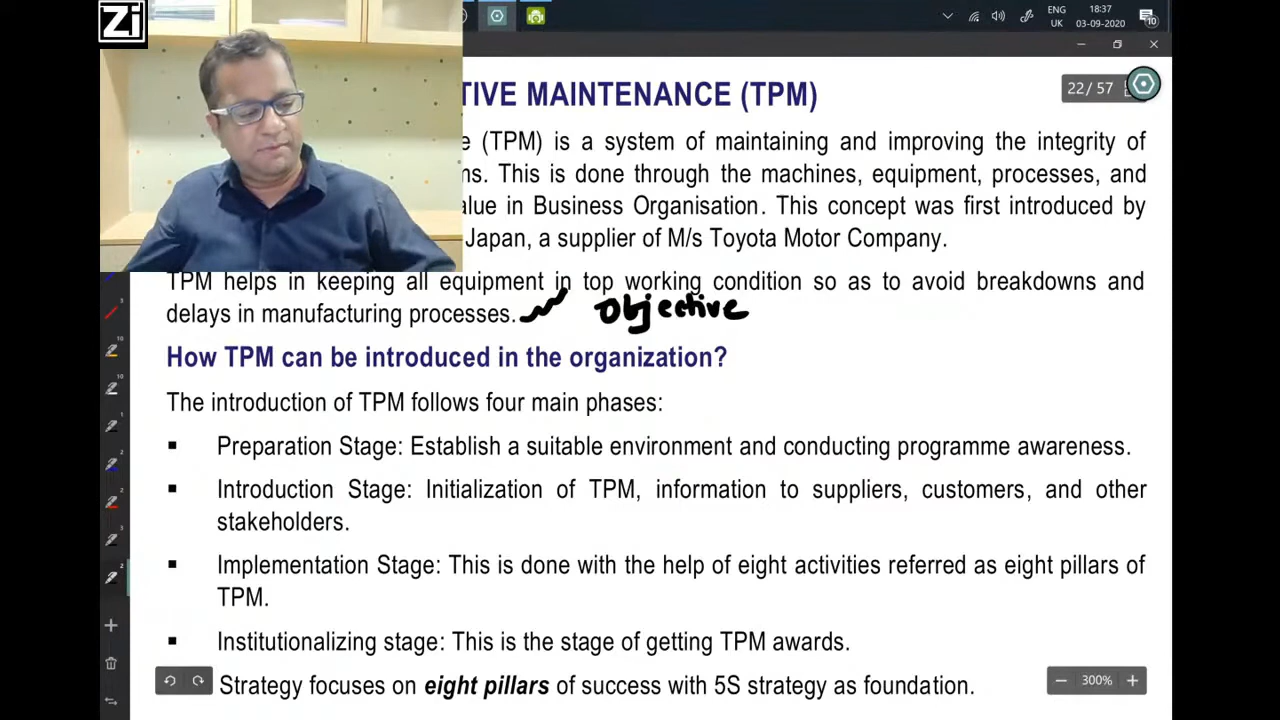 Zi
ENG
UK
18:37
03-09-2020
10
TIVE MAINTENANCE (TPM)
22 / 57
e (TPM) is a system of maintaining and improving the integrity of
ns. This is done through the machines, equipment, processes, and
alue in Business Organisation. This concept was first introduced by
Japan, a supplier of M/s Toyota Motor Company.
TPM helps in keeping all equipment in top working condition so as to avoid breakdowns and
delays in manufacturing processes. Objective
How TPM can be introduced in the organization?
The introduction of TPM follows four main phases:
▪ Preparation Stage: Establish a suitable environment and conducting programme awareness.
▪ Introduction Stage: Initialization of TPM, information to suppliers, customers, and other
stakeholders.
▪ Implementation Stage: This is done with the help of eight activities referred as eight pillars of
TPM.
▪ Institutionalizing stage: This is the stage of getting TPM awards.
Strategy focuses on eight pillars of success with 5S strategy as foundation.
300%